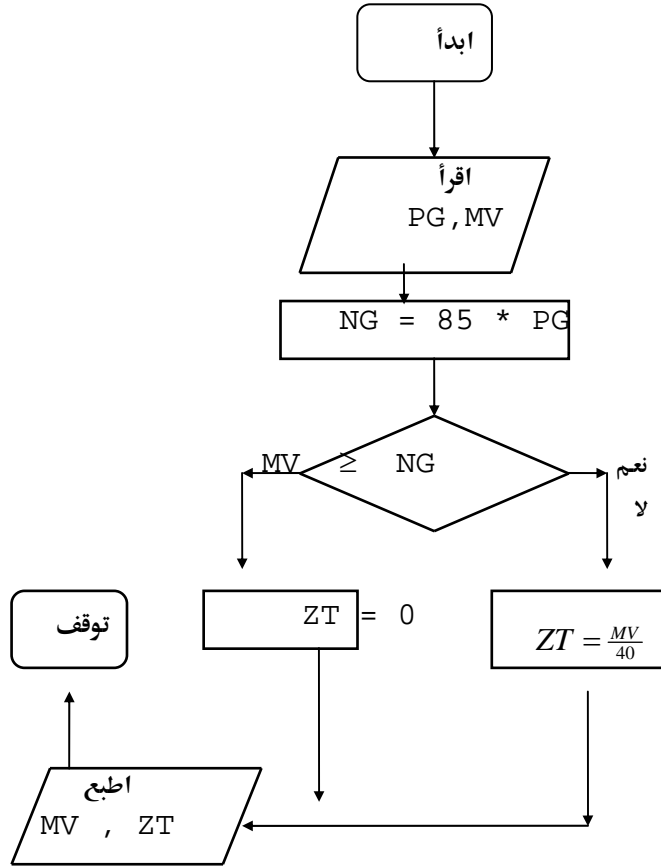 ابدأ
اقرأ
PG,MV
NG = 85 * PG
MV ≥ NG
نعم
لا
ZT = 0
ZT = MV/40
توقف
اطبع
MV , ZT